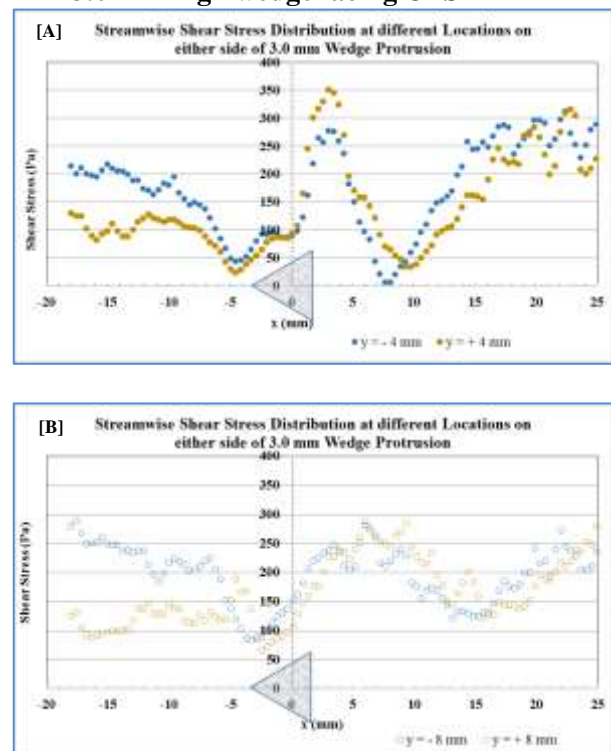 [A]
Streamwise Shear Stress Distribution at different Locations on
either side of 3.0 mm Wedge Protrusion
400
350
300
250
200
150
100
50
0
Shear Stress (Pa)
-20 -15 -10 -5 0 5 10 15 20 25
x (mm)
y = - 4 mm y = + 4 mm
[B]
Streamwise Shear Stress Distribution at different Locations on
either side of 3.0 mm Wedge Protrusion
400
350
300
250
200
150
100
50
0
Shear Stress (Pa)
-20 -15 -10 -5 0 5 10 15 20 25
x (mm)
y = - 8 mm y = + 8 mm